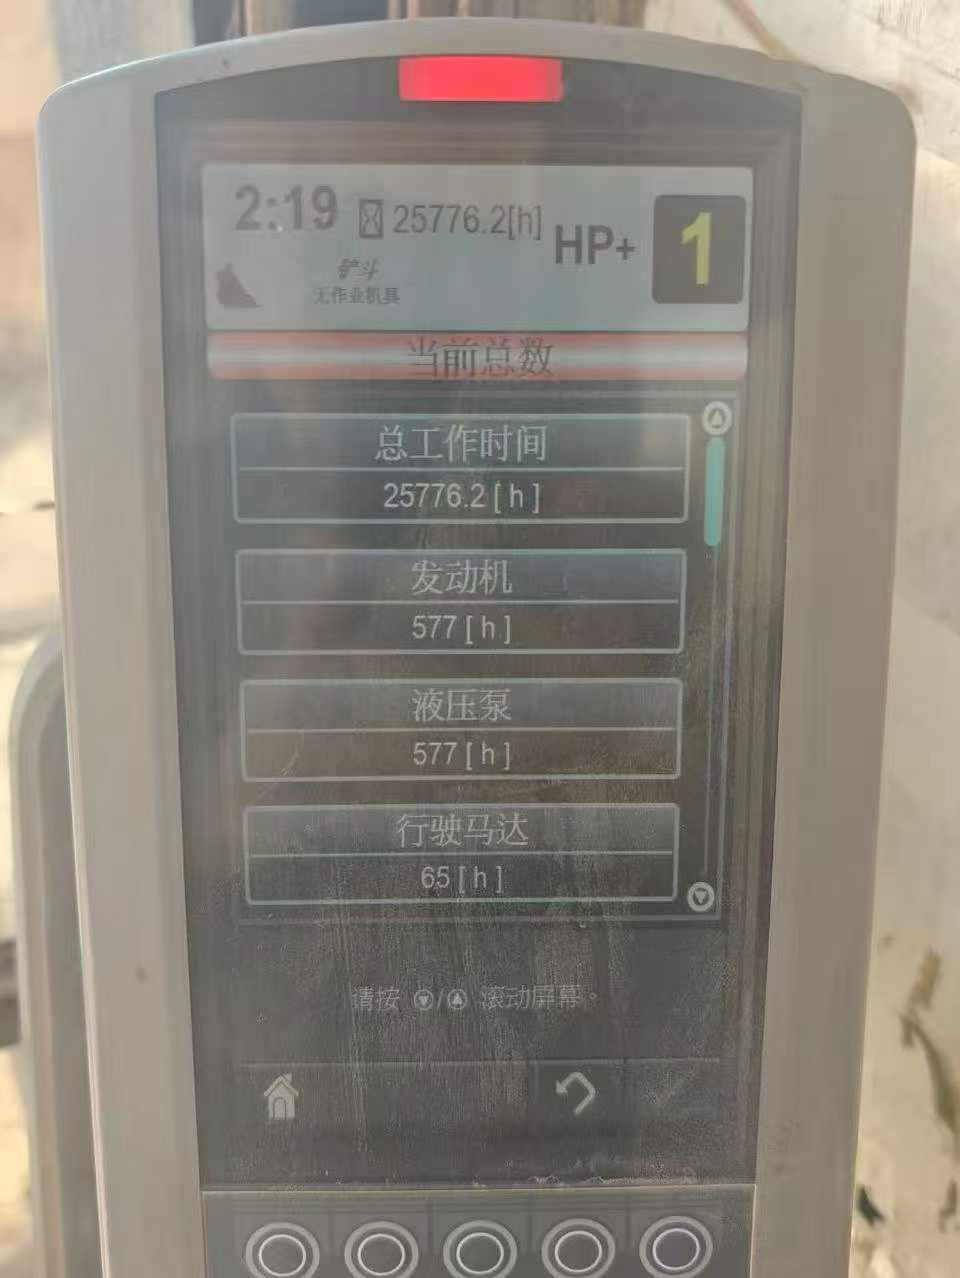 2:19 25776.2[h] HP+ 1
铲斗
无作业机具
当前总数
总工作时间
25776.2 [ h ]
发动机
577 [ h ]
液压泵
577 [ h ]
行驶马达
65 [ h ]
请按 ▼/▲ 滚动屏幕。